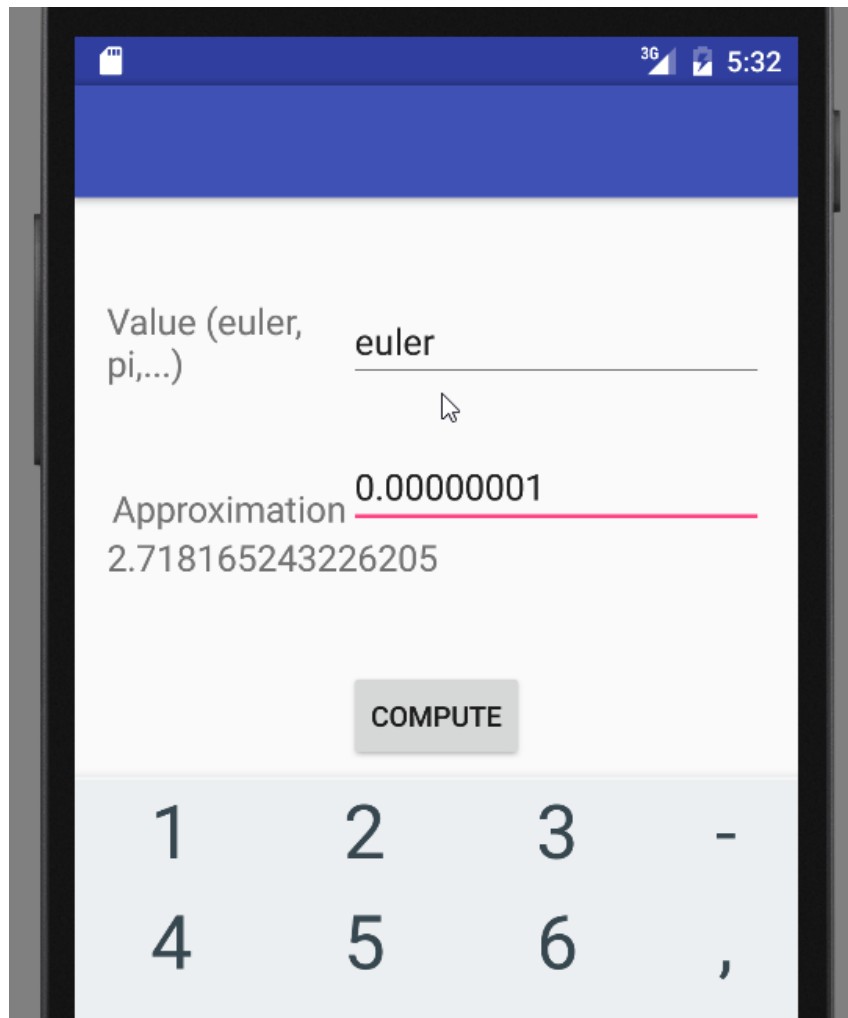 3G 5:32
Value (euler,
pi,...)
euler
0.00000001
Approximation
2.718165243226205
COMPUTE
1 2 3 -
4 5 6 ,